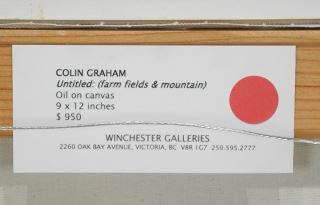 COLIN GRAHAM
Untitled: (farm fields & mountain)
Oil on canvas
9 x 12 inches
$ 950
WINCHESTER GALLERIES
2260 OAK BAY AVENUE, VICTORIA, BC V8R 1G7 250.595.2777